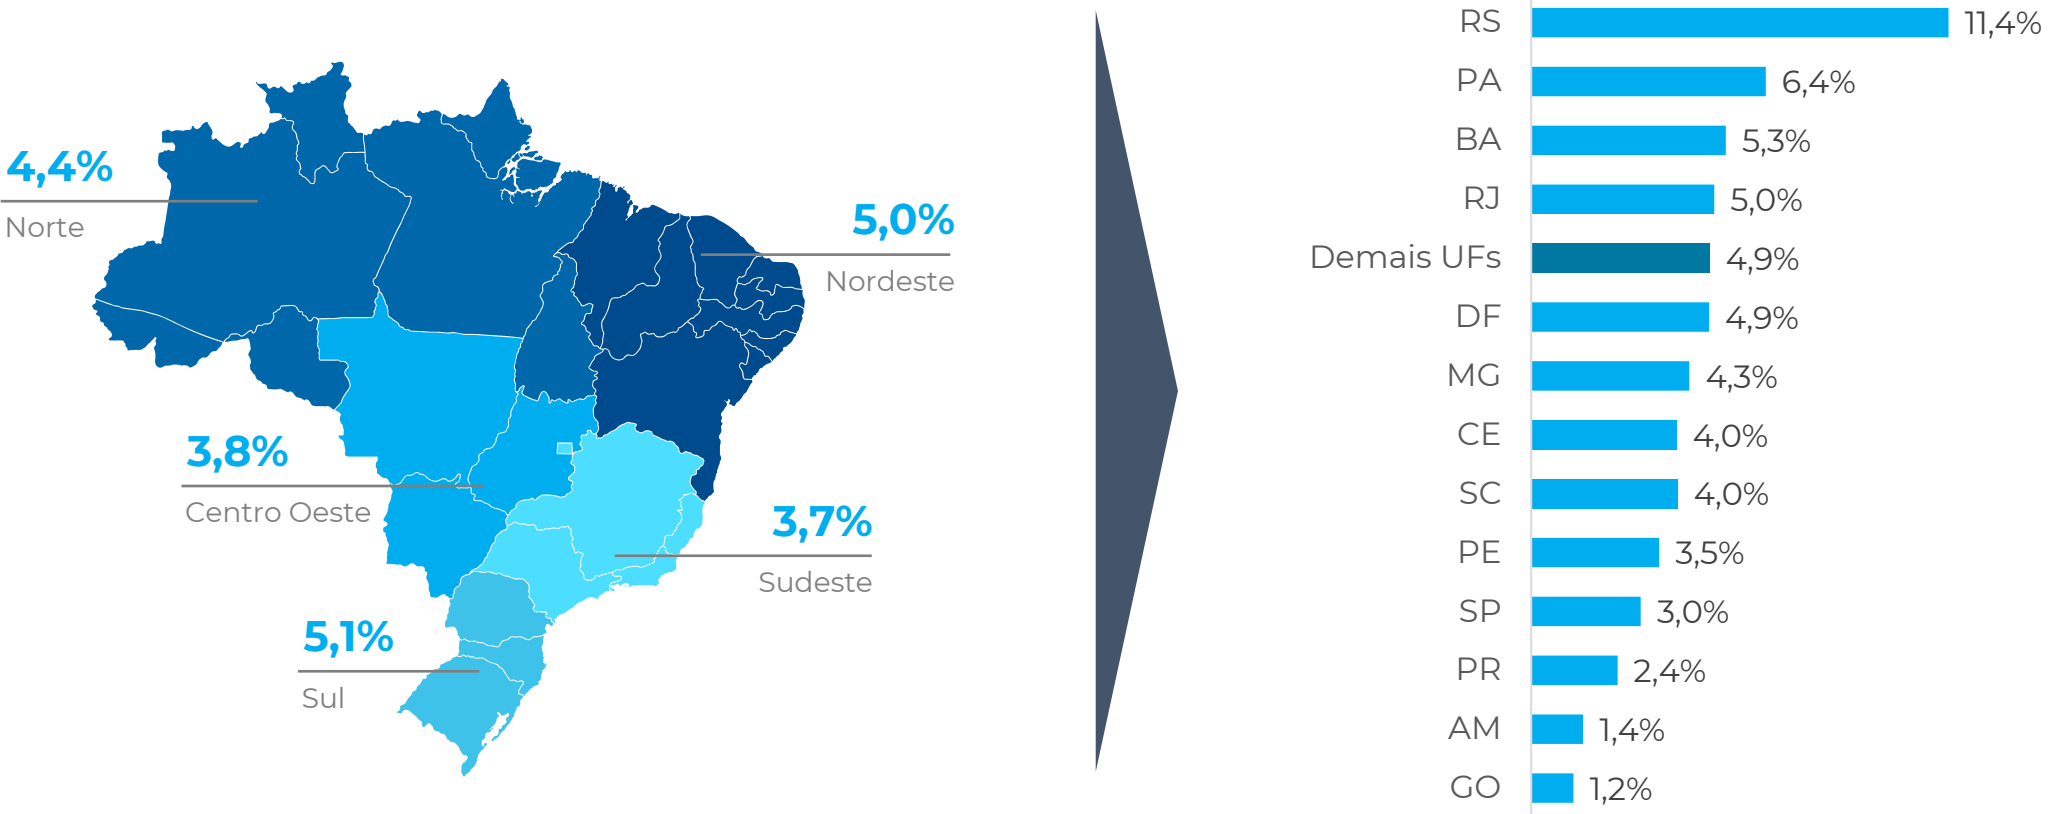 4,4%
Norte
5,0%
Nordeste
3,8%
Centro Oeste
3,7%
Sudeste
5,1%
Sul
RS 11,4%
PA 6,4%
BA 5,3%
RJ 5,0%
Demais UFs 4,9%
DF 4,9%
MG 4,3%
CE 4,0%
SC 4,0%
PE 3,5%
SP 3,0%
PR 2,4%
AM 1,4%
GO 1,2%